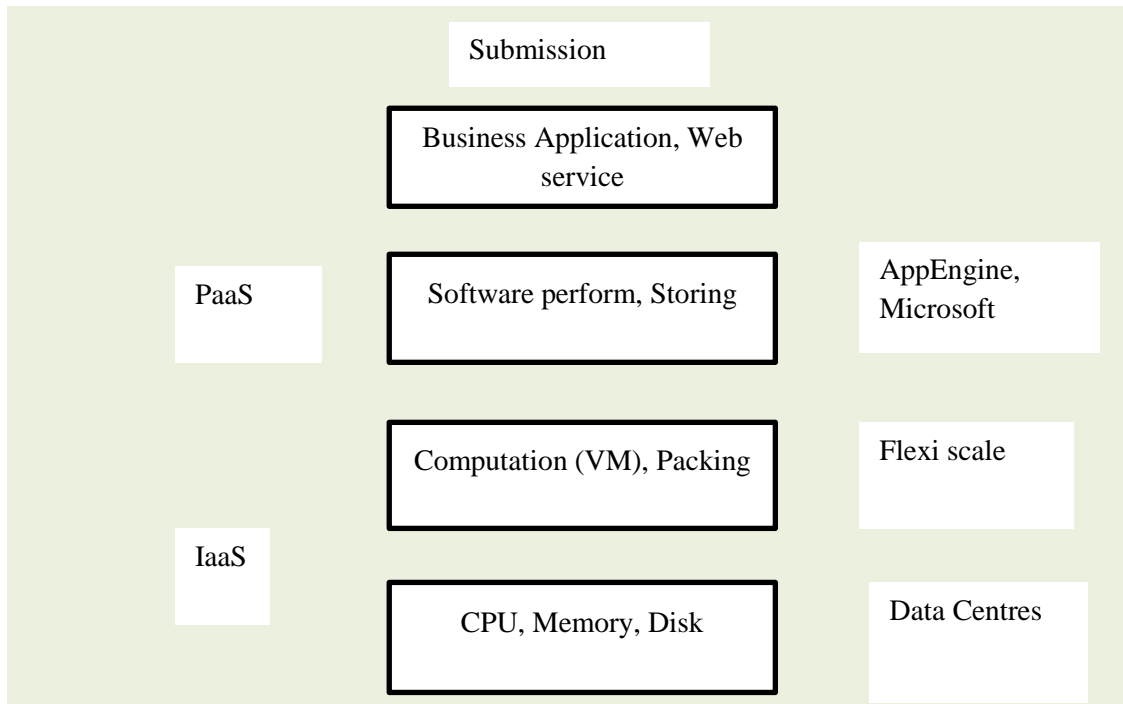 Submission
Business Application, Web
service
PaaS
Software perform, Storing
AppEngine,
Microsoft
Computation (VM), Packing
Flexi scale
IaaS
CPU, Memory, Disk
Data Centres